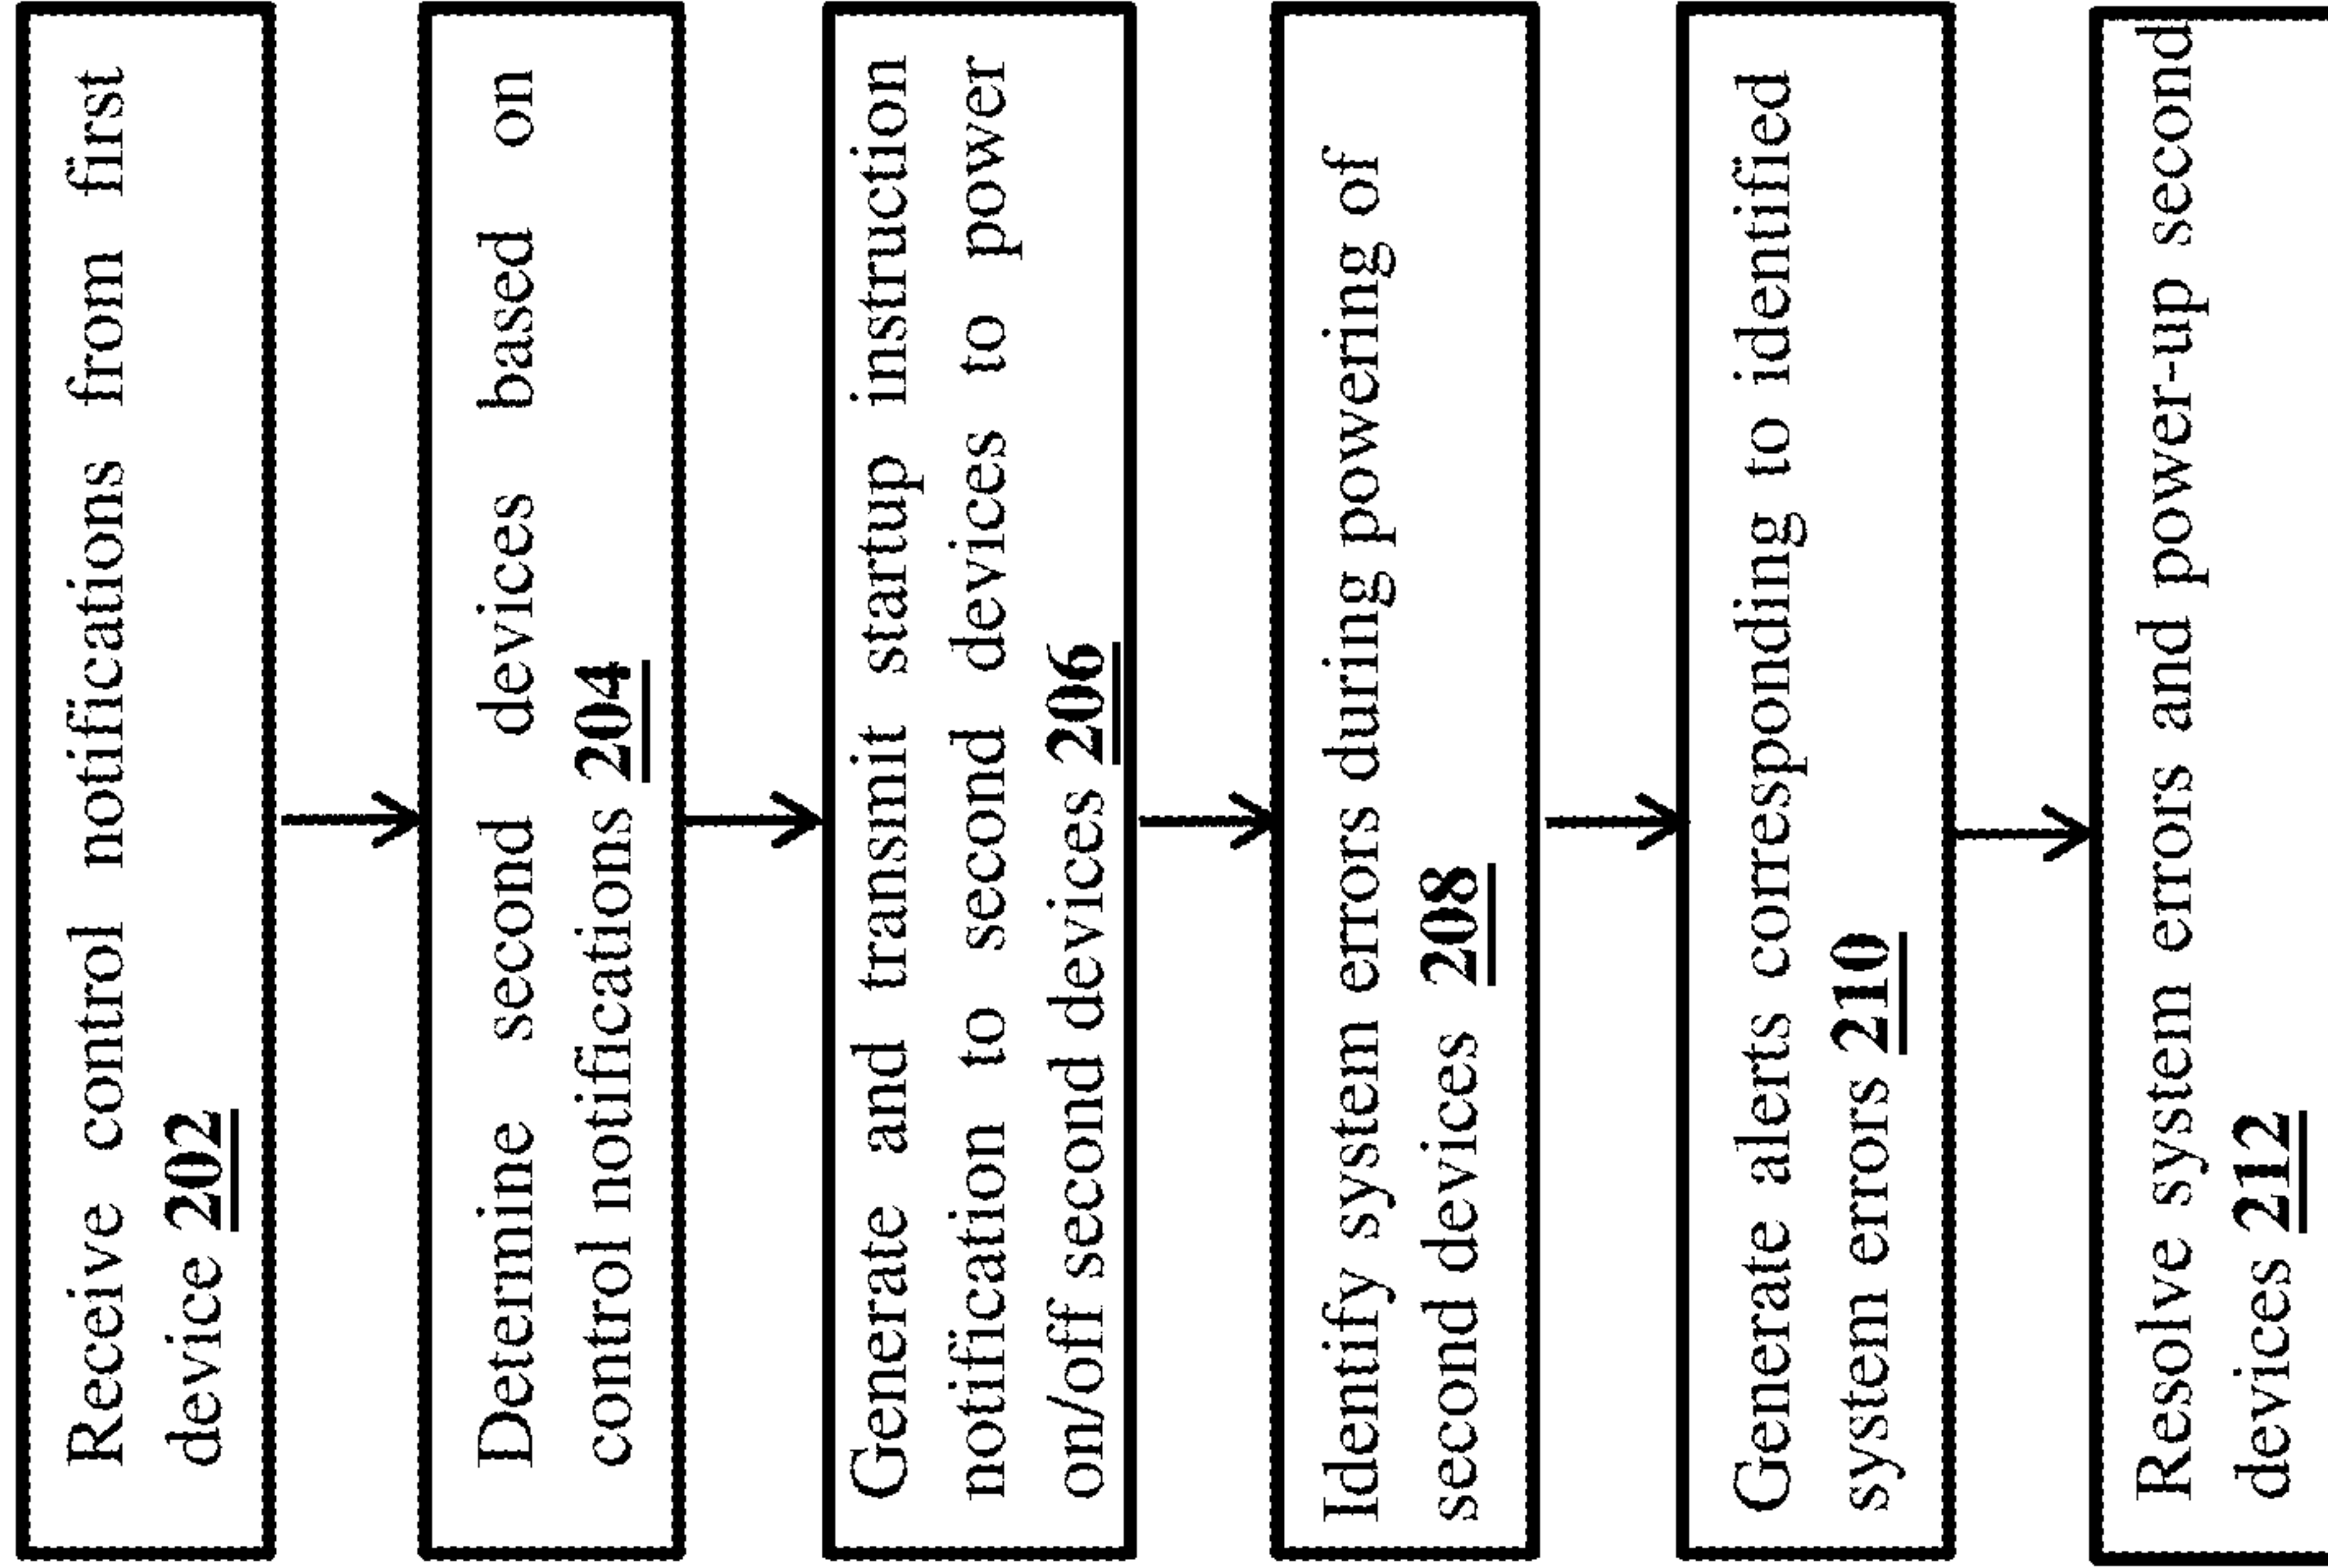 Receive control notifications from first
device 202
Determine second devices based on
control notifications 204
Generate and transmit startup instruction
notification to second devices to power
on/off second devices 206
Identify system errors during powering of
second devices 208
Generate alerts corresponding to identified
system errors 210
Resolve system errors and power-up second
devices 212